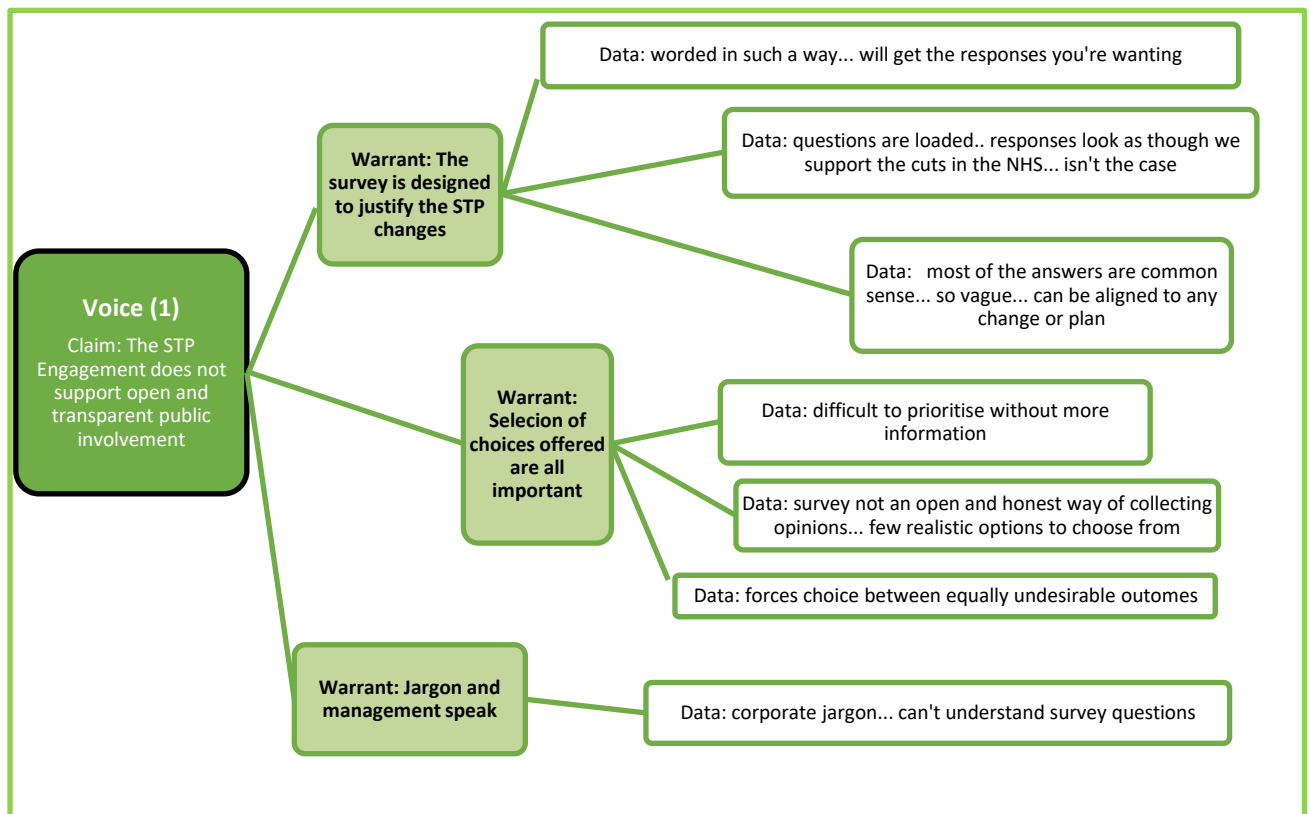 Voice (1)
Claim: The STP
Engagement does not
support open and
transparent public
involvement
Warrant: The
survey is designed
to justify the STP
changes
Data: worded in such a way... will get the responses you're wanting
Data: questions are loaded.. responses look as though we
support the cuts in the NHS... isn't the case
Data: most of the answers are common
sense... so vague... can be aligned to any
change or plan
Warrant:
Selecion of
choices offered
are all
important
Data: difficult to prioritise without more
information
Data: survey not an open and honest way of collecting
opinions... few realistic options to choose from
Data: forces choice between equally undesirable outomes
Warrant: Jargon and
management speak
Data: corporate jargon... can't understand survey questions